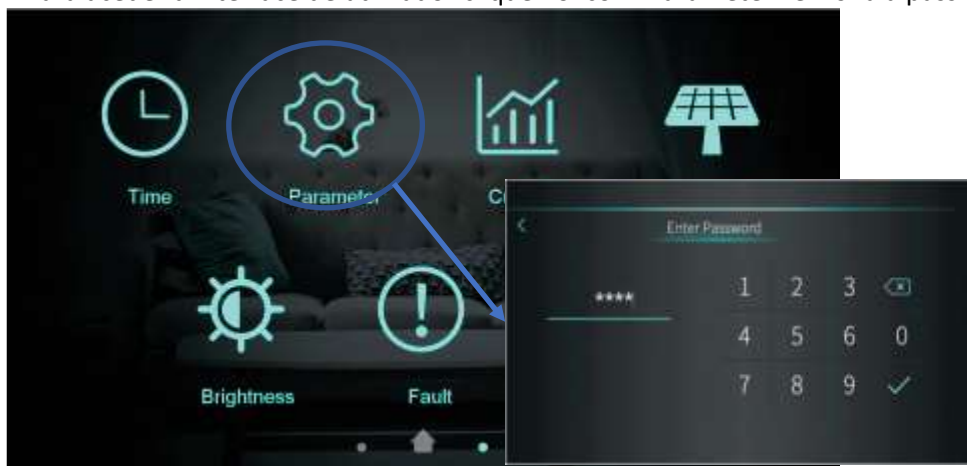 Time
Parameter
Enter Password
1 2 3
****
4 5 6 0
7 8 9
Brightness
Fault